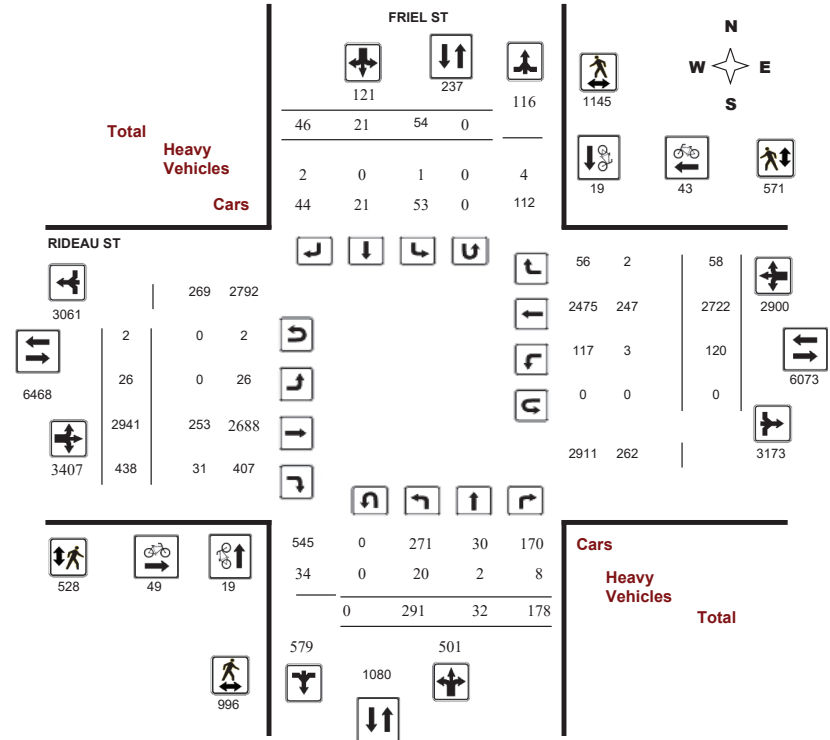 FRIEL ST
N
W E
S
121
237
116
1145
46 21 54 0
Total
Heavy
Vehicles
Cars
2 0 1 0 4
44 21 53 0 112
19 43 571
RIDEAU ST
3061
269 2792
6468
2 0 2
26 0 26
2941 253 2688
3407
438 31 407
56 2 58
2475 247 2722 2900
117 3 120
6073
0 0 0
2911 262 3173
528 49 19
545 0 271 30 170
34 0 20 2 8
0 291 32 178
Cars
Heavy
Vehicles
Total
579 501
1080
996